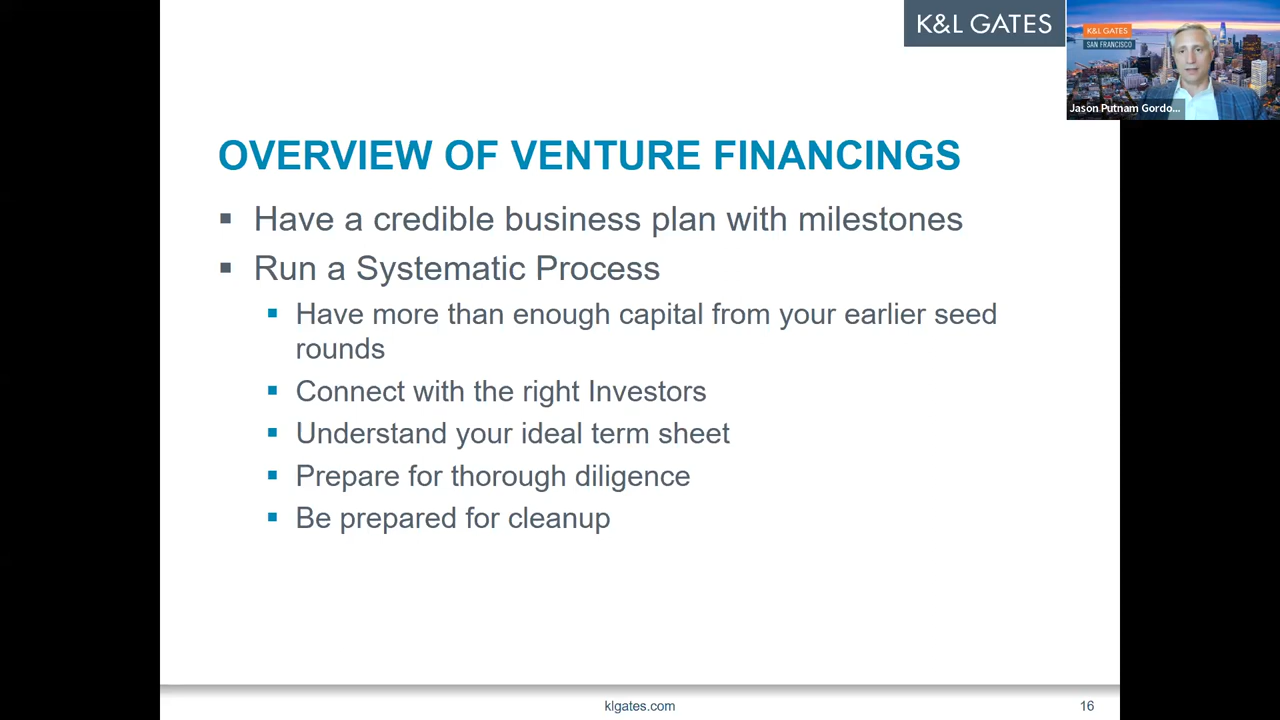 K&L GATES
K&L GATES
SAN FRANCISCO
Jason Putnam Gordo...
OVERVIEW OF VENTURE FINANCINGS
▪ Have a credible business plan with milestones
▪ Run a Systematic Process
▪ Have more than enough capital from your earlier seed
rounds
▪ Connect with the right Investors
▪ Understand your ideal term sheet
▪ Prepare for thorough diligence
▪ Be prepared for cleanup
klgates.com
16